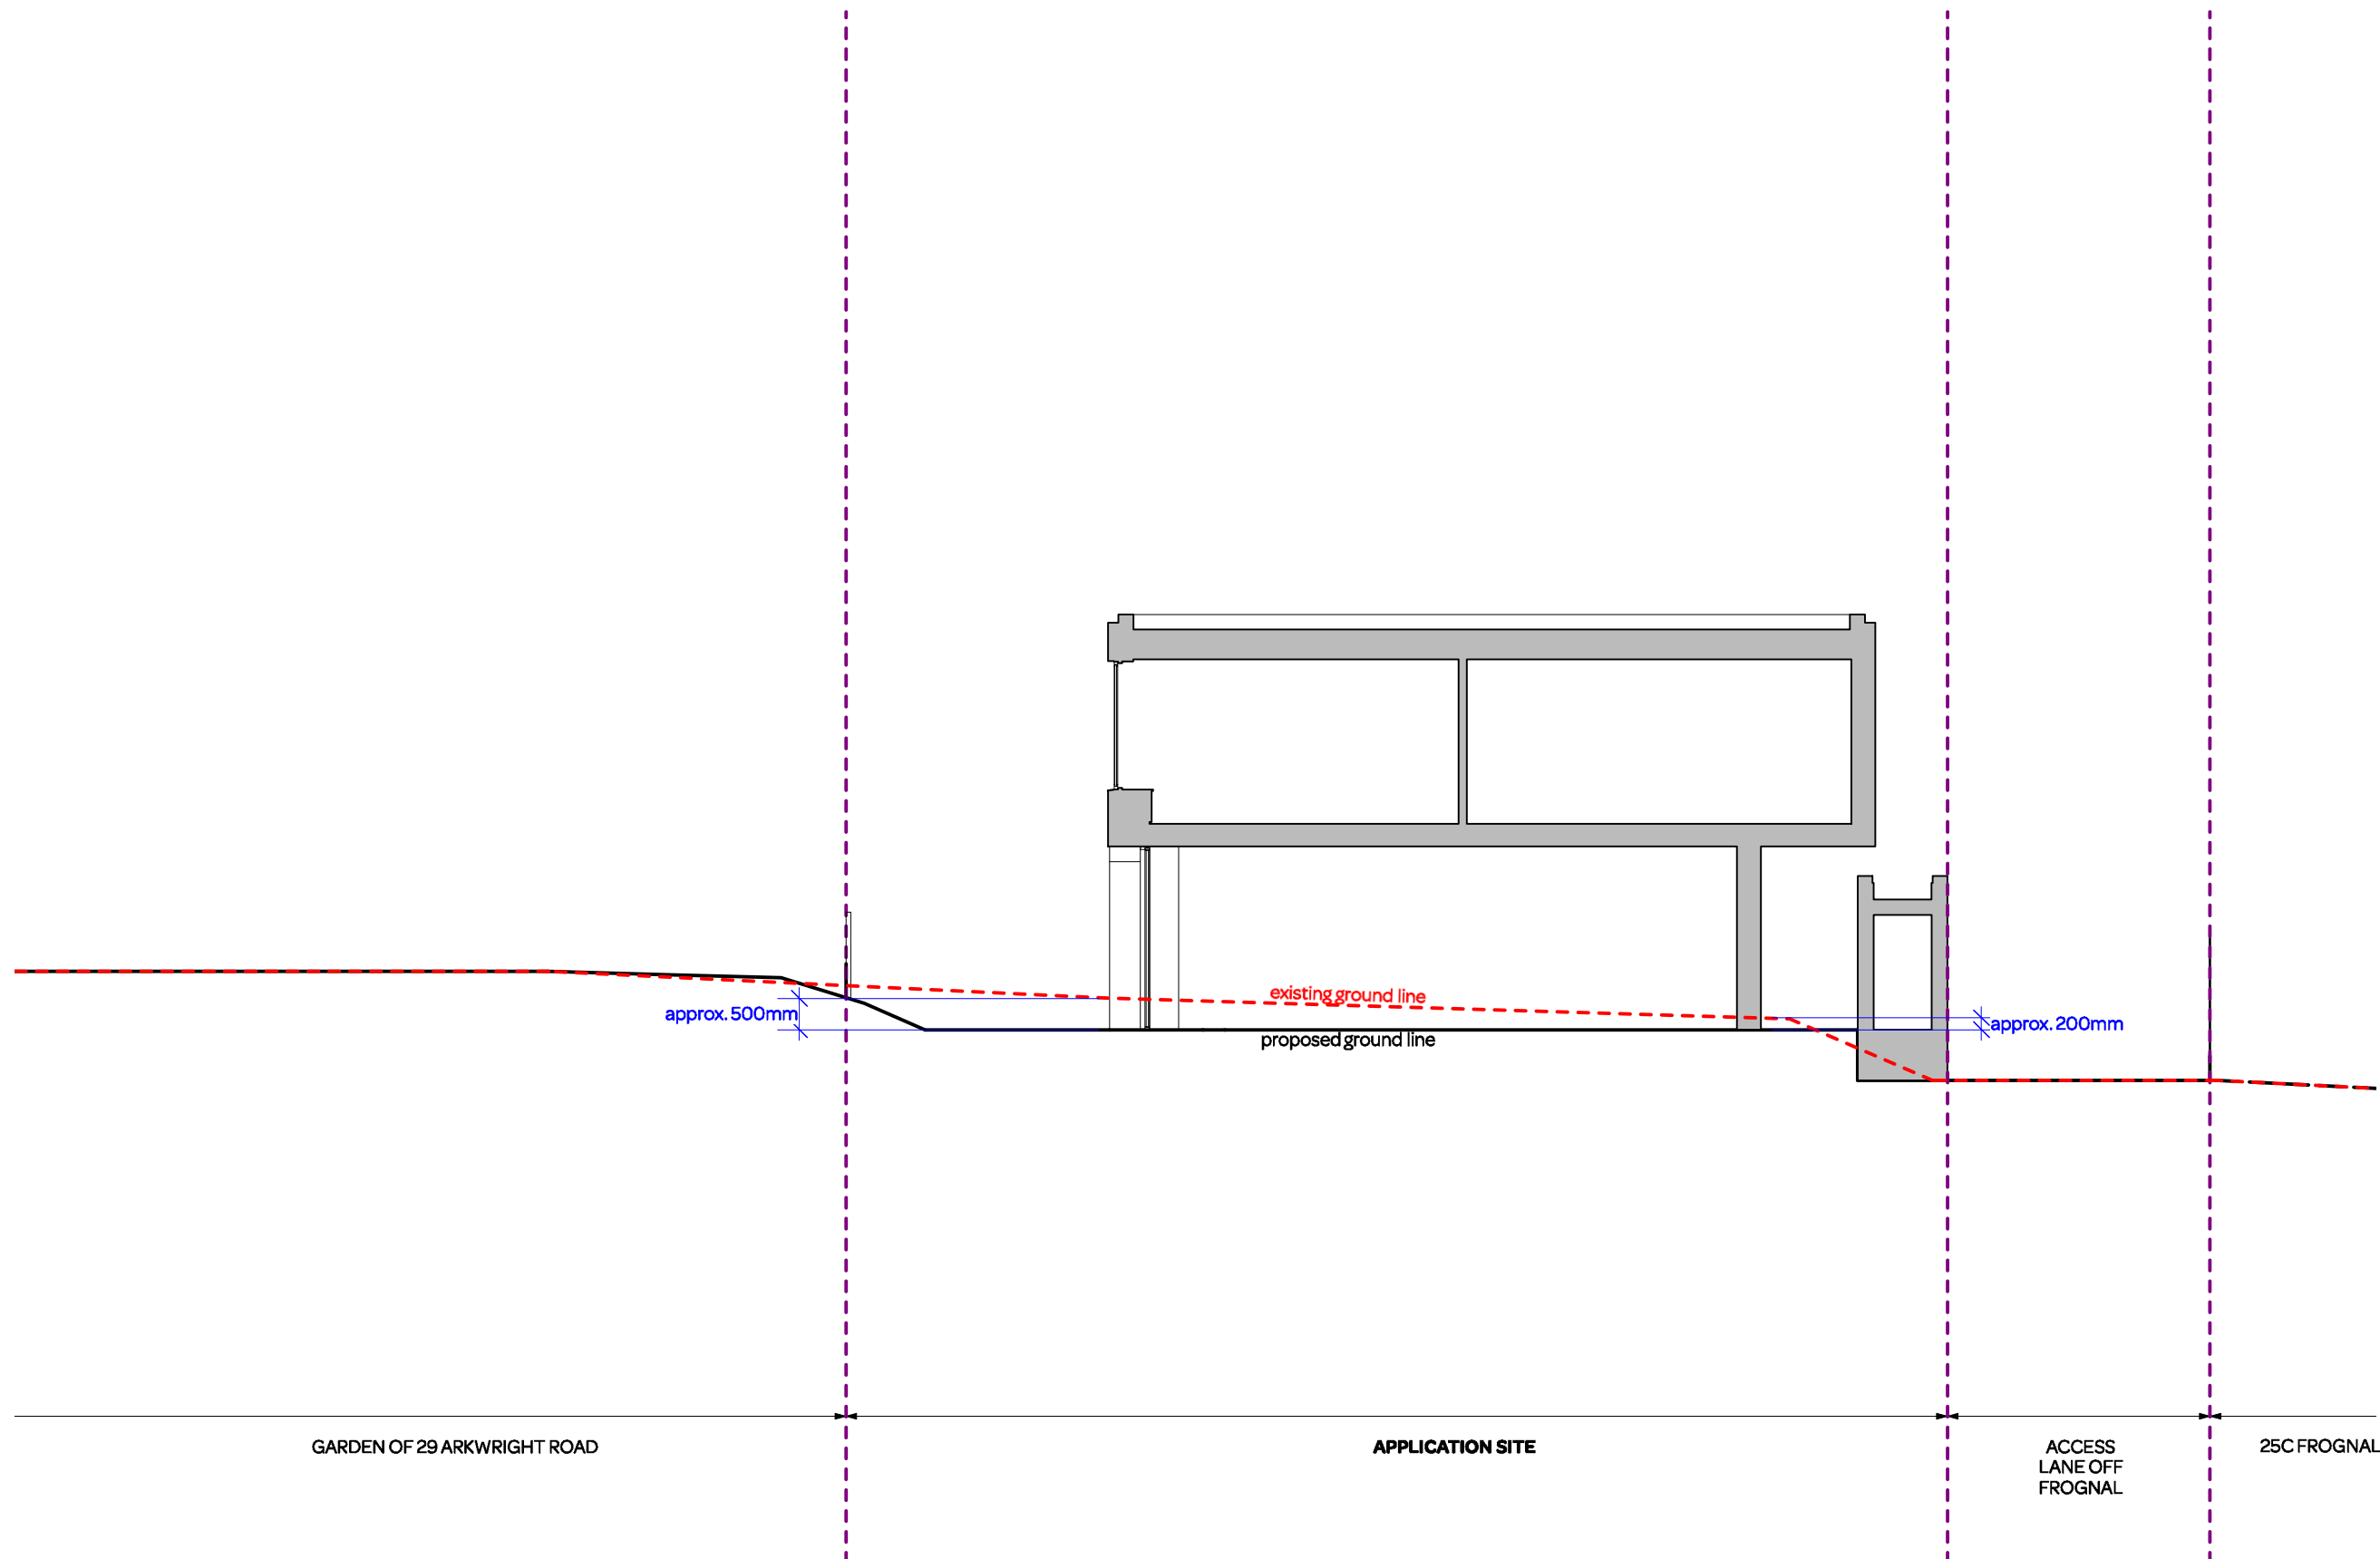 existing ground line
approx. 500mm
approx. 200mm
proposed ground line
GARDEN OF 29 ARKWRIGHT ROAD
APPLICATION SITE
ACCESS
LANE OFF
FROGNAL
25C FROGNAL